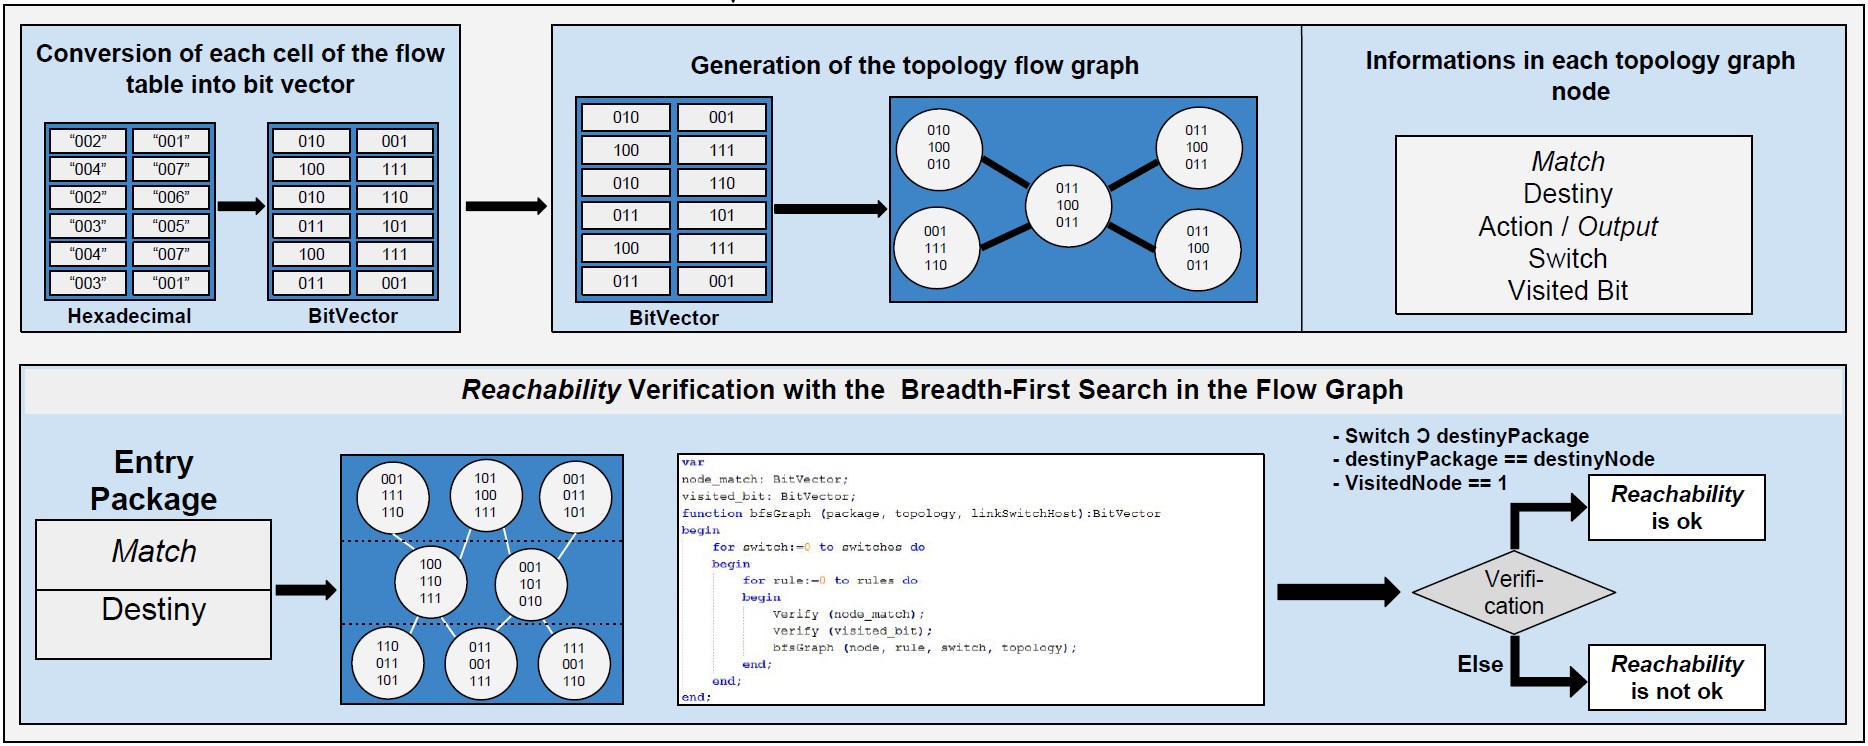 Conversion of each cell of the flow
table into bit vector
“002” “001”
“004” “007”
“002” “006”
“003” “005”
“004” “007”
“003” “001”
Hexadecimal
010 001
100 111
010 110
011 101
100 111
011 001
BitVector
Generation of the topology flow graph
010 001
100 111
010 110
011 101
100 111
011 001
BitVector
010
100
010
011
100
011
011
100
011
001
111
110
011
100
011
Informations in each topology graph
node
Match
Destiny
Action / Output
Switch
Visited Bit
Reachability Verification with the Breadth-First Search in the Flow Graph
Entry
Package
Match
Destiny
001
111
110
101
100
111
001
011
101
100
110
111
001
101
010
110
011
101
011
001
111
111
001
110
var
node_match: BitVector;
visited_bit: BitVector;
function bfsGraph (package, topology, linkSwitchHost):BitVector
begin
for switch:=0 to switches do
begin
for rule:=0 to rules do
begin
Verify (node_match);
Verify (visited_bit);
bfsGraph (node, rule, switch, topology);
end;
end;
end;
- Switch Ͻ destinyPackage
- destinyPackage == destinyNode
- VisitedNode == 1
Verifi-
cation
Reachability
is ok
Else
Reachability
is not ok